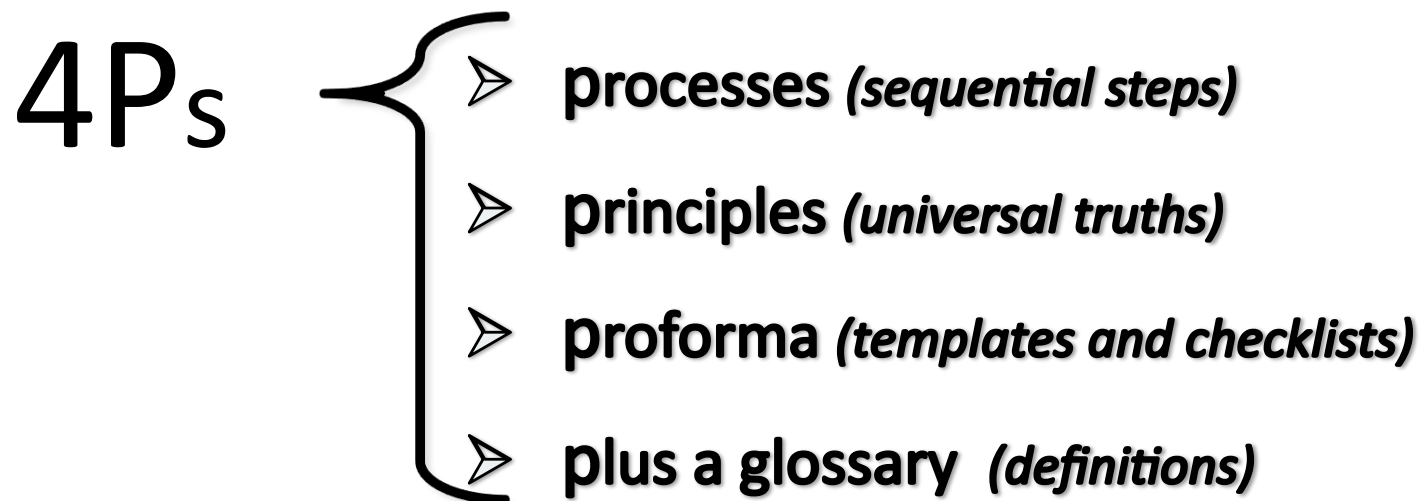 4Ps
processes (sequential steps)
principles (universal truths)
proforma (templates and checklists)
plus a glossary (definitions)